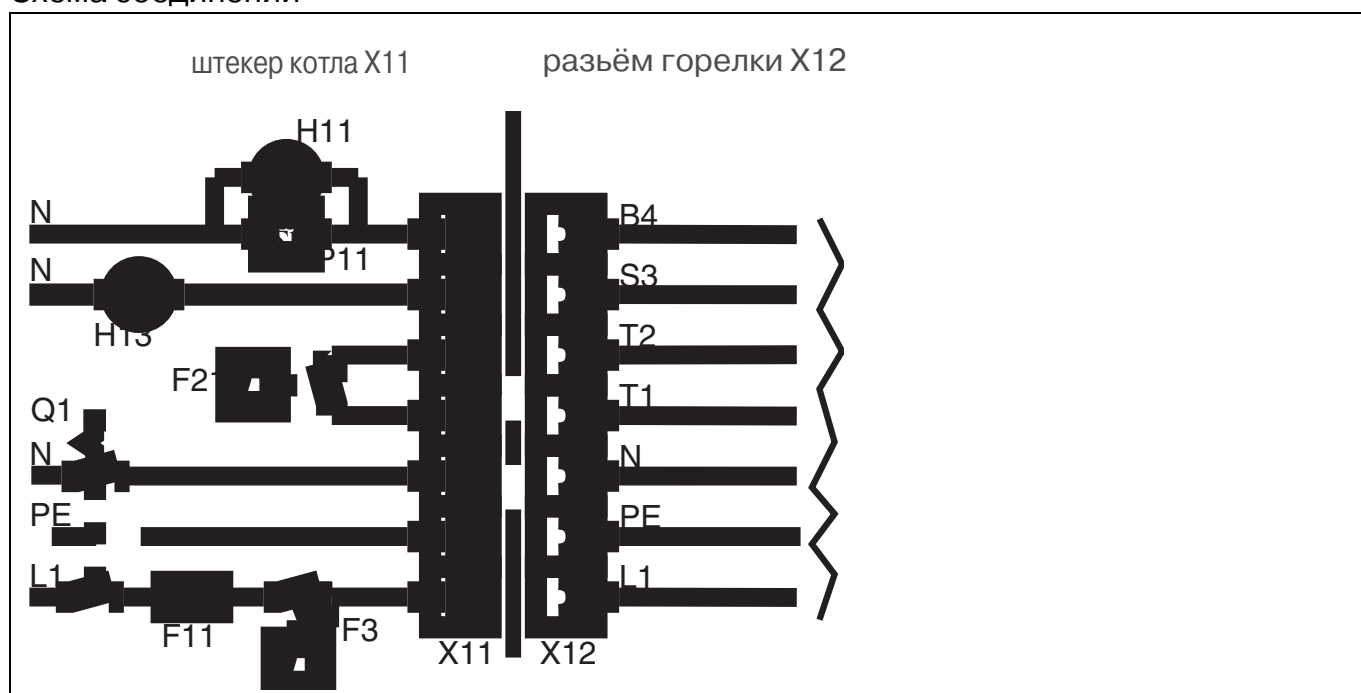 штекер котла X11
разьём горелки X12
H11
N
B4
P11
N
S3
H13
T2
F21
T1
Q1
N
N
PE
PE
L1
L1
F11
F3
X11
X12